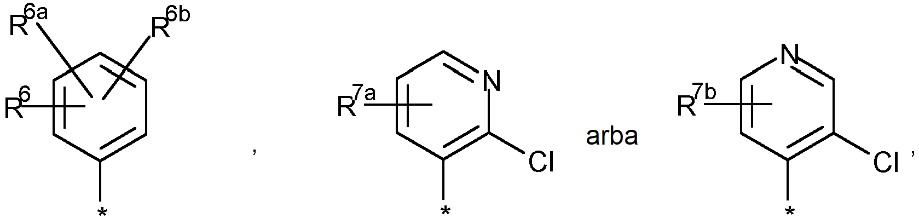 R6a R6b
R6
* ,
R7a N
Cl
*
arba
N
R7b
Cl ,
*